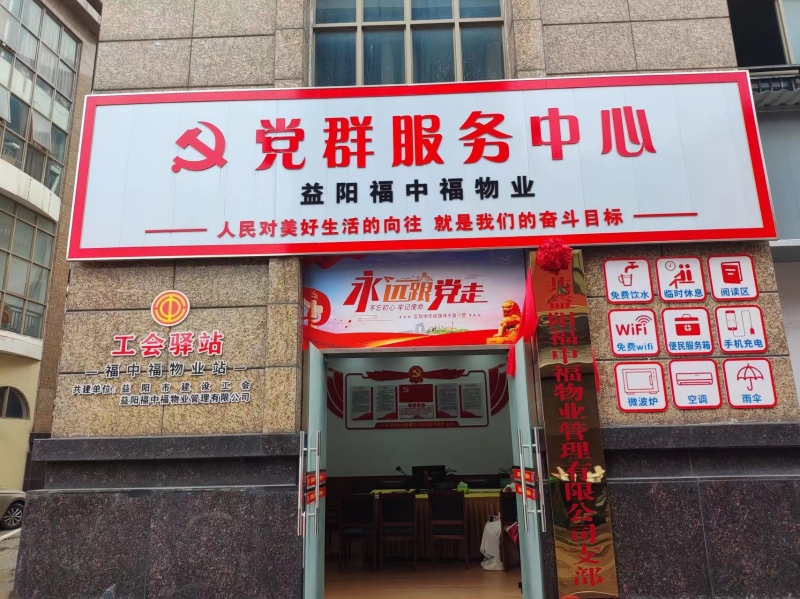 党群服务中心
益阳福中福物业
人民对美好生活的向往 就是我们的奋斗目标
永远跟党走
不忘初心 牢记使命
工会驿站
福中福物业站
共建单位:益阳市建设工会
益阳福中福物业管理有限公司
益阳福中福物业管理有限公司支部
免费饮水
临时休息
阅读区
WiFi
免费wifi
便民服务箱
手机充电
微波炉
空调
雨伞